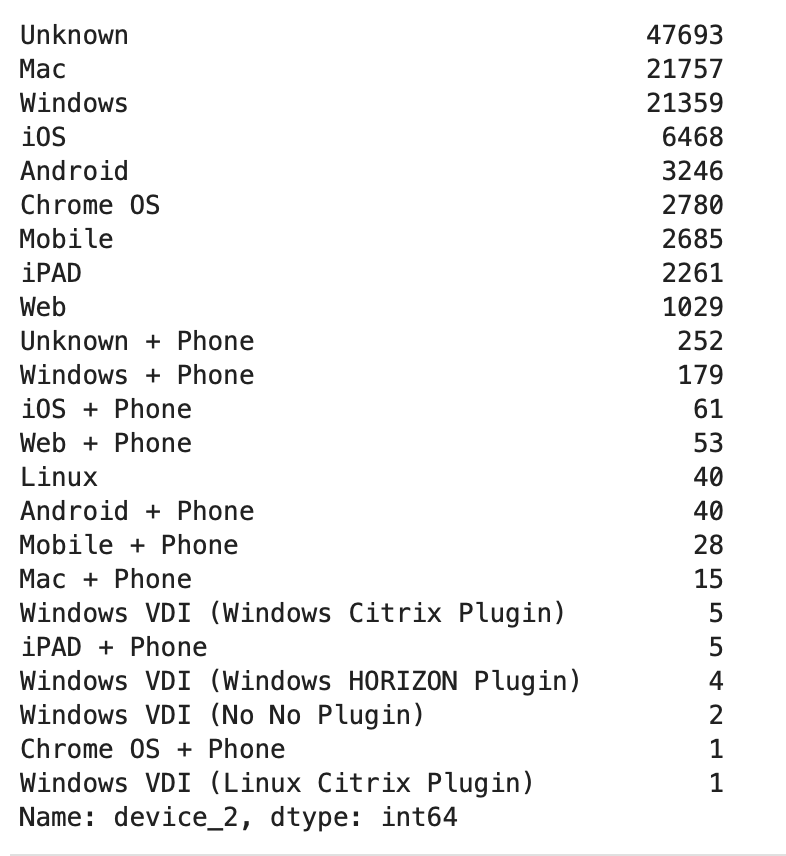 Unknown 47693
Mac 21757
Windows 21359
iOS 6468
Android 3246
Chrome OS 2780
Mobile 2685
iPAD 2261
Web 1029
Unknown + Phone 252
Windows + Phone 179
iOS + Phone 61
Web + Phone 53
Linux 40
Android + Phone 40
Mobile + Phone 28
Mac + Phone 15
Windows VDI (Windows Citrix Plugin) 5
iPAD + Phone 5
Windows VDI (Windows HORIZON Plugin) 4
Windows VDI (No No Plugin) 2
Chrome OS + Phone 1
Windows VDI (Linux Citrix Plugin) 1
Name: device_2, dtype: int64